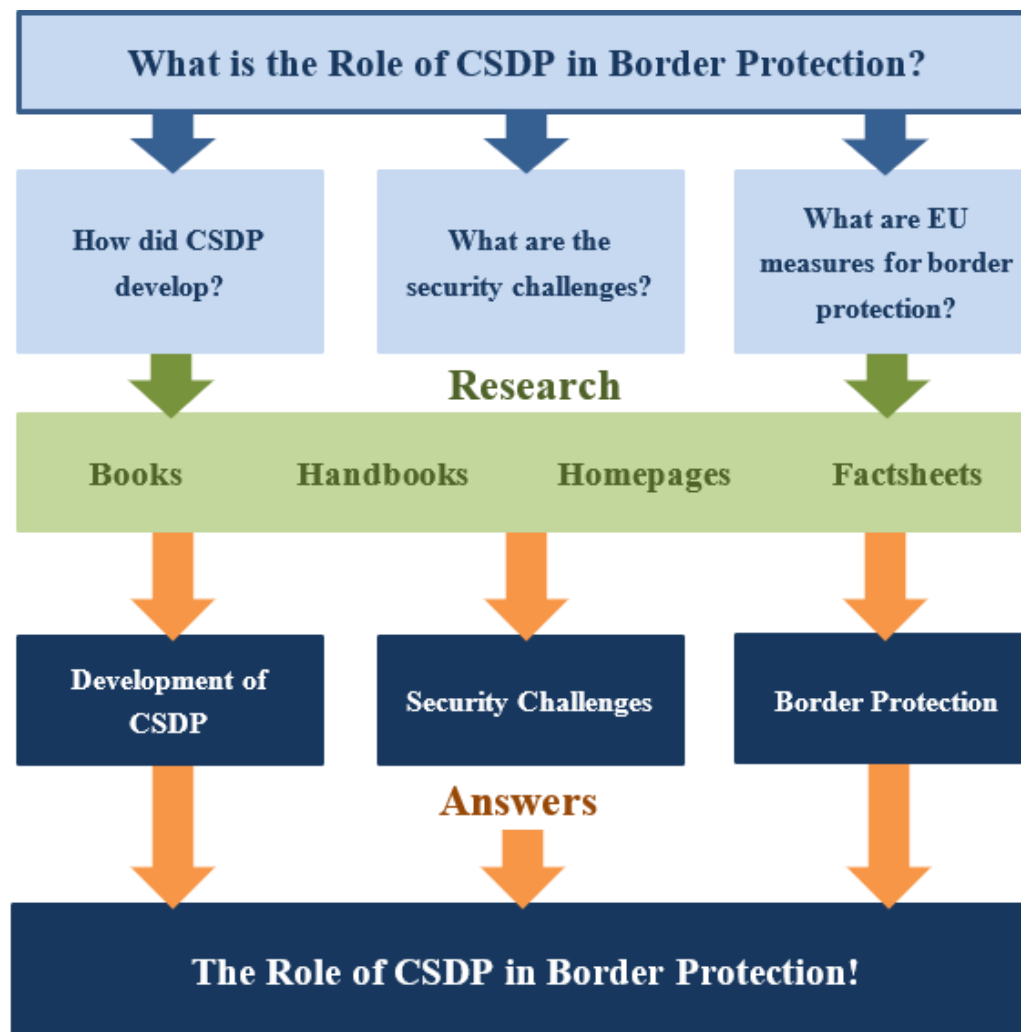 What is the Role of CSDP in Border Protection?
How did CSDP
develop?
What are the
security challenges?
What are EU
measures for border
protection?
Research
Books
Handbooks
Homepages
Factsheets
Development of
CSDP
Security Challenges
Border Protection
Answers
The Role of CSDP in Border Protection!